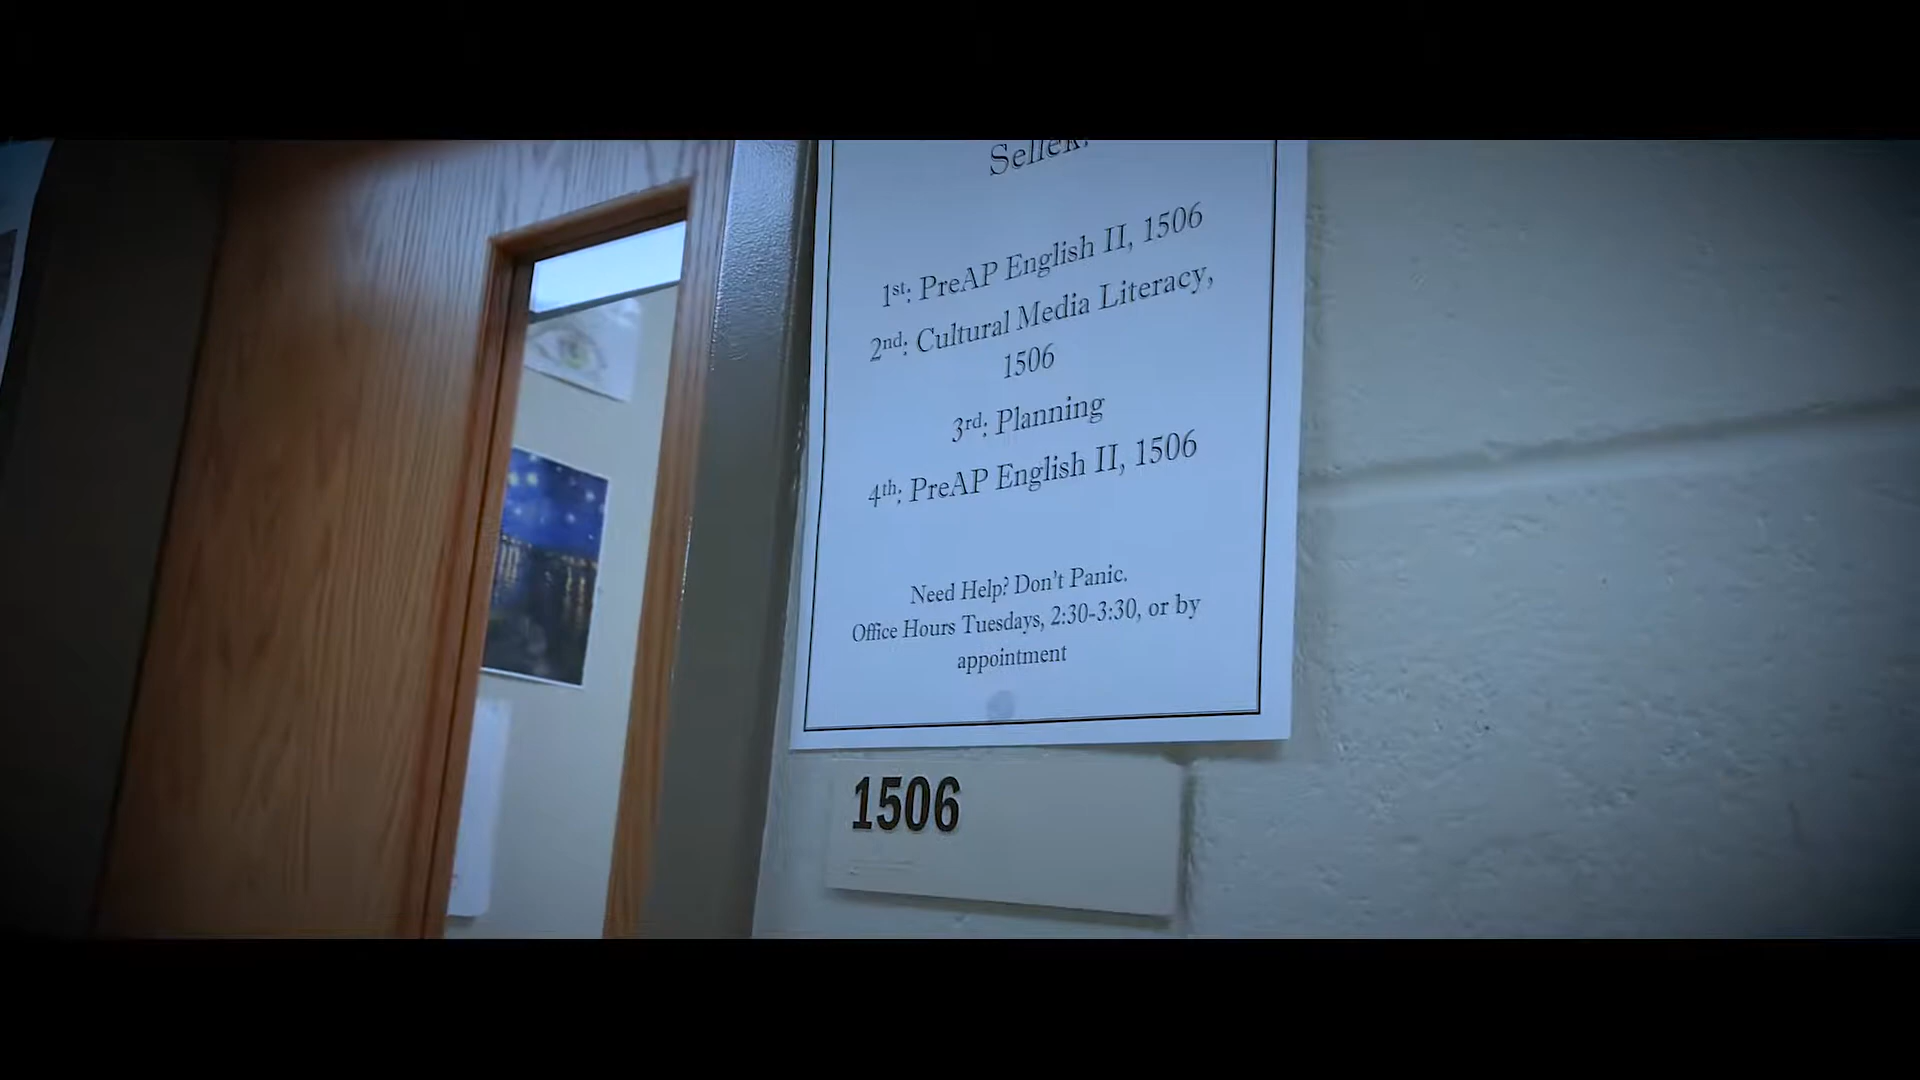 1st: PreAP English II, 1506
2nd: Cultural Media Literacy,
1506
3rd: Planning
4th: PreAP English II, 1506
Need Help? Don't Panic.
Office Hours Tuesdays, 2:30-3:30, or by
appointment
1506